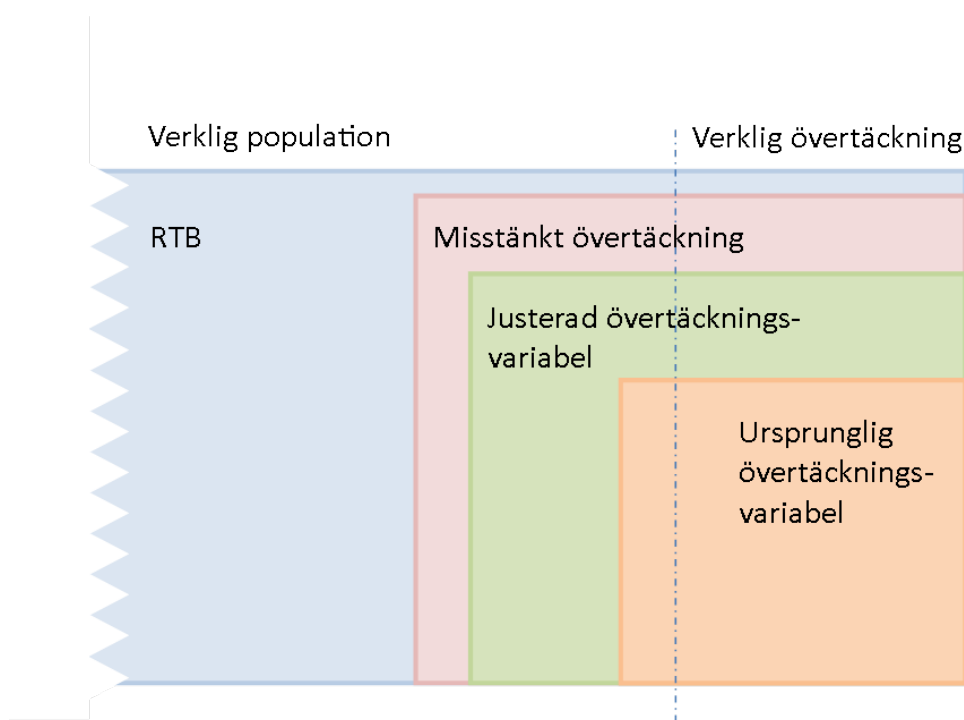 Verklig population
Verklig övertäckning
RTB
Misstänkt övertäckning
Justerad övertäcknings-
variabel
Ursprunglig
övertäcknings-
variabel